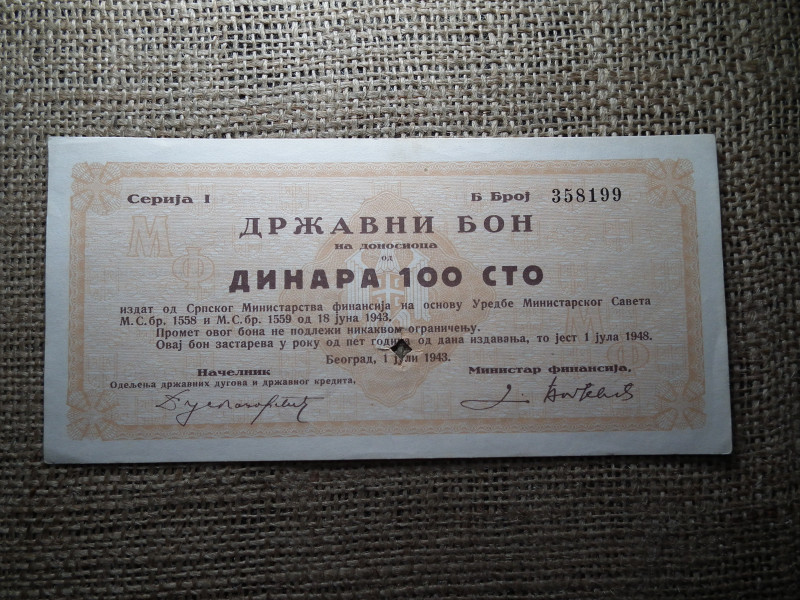 Серија I
Б Број 358199
ДРЖАВНИ БОН
на доносиоца
од
ДИНАРА 100 СТО
издат од Српског Министарства финансија на основу Уредбе Министарског Савета
М.С.бр. 1558 и М.С.бр. 1559 од 18 јуна 1943.
Промет овог бона не подлежи никаквом ограничењу.
Овај бон застарева у року од пет година од дана издавања, то јест 1 јула 1948.
Београд, 1 јули 1943.
Началник
Одељења државних дугова и државног кредита,
Министар финансија,
М Ф
М Ф